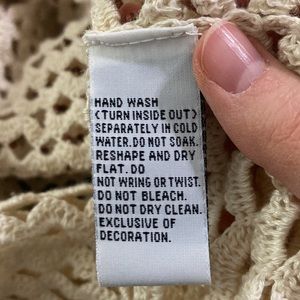 HAND WASH
(TURN INSIDE OUT)
SEPARATELY IN COLD
WATER. DO NOT SOAK.
RESHAPE AND DRY
FLAT. DO
NOT WRING OR TWIST.
DO NOT BLEACH.
DO NOT DRY CLEAN.
EXCLUSIVE OF
DECORATION.